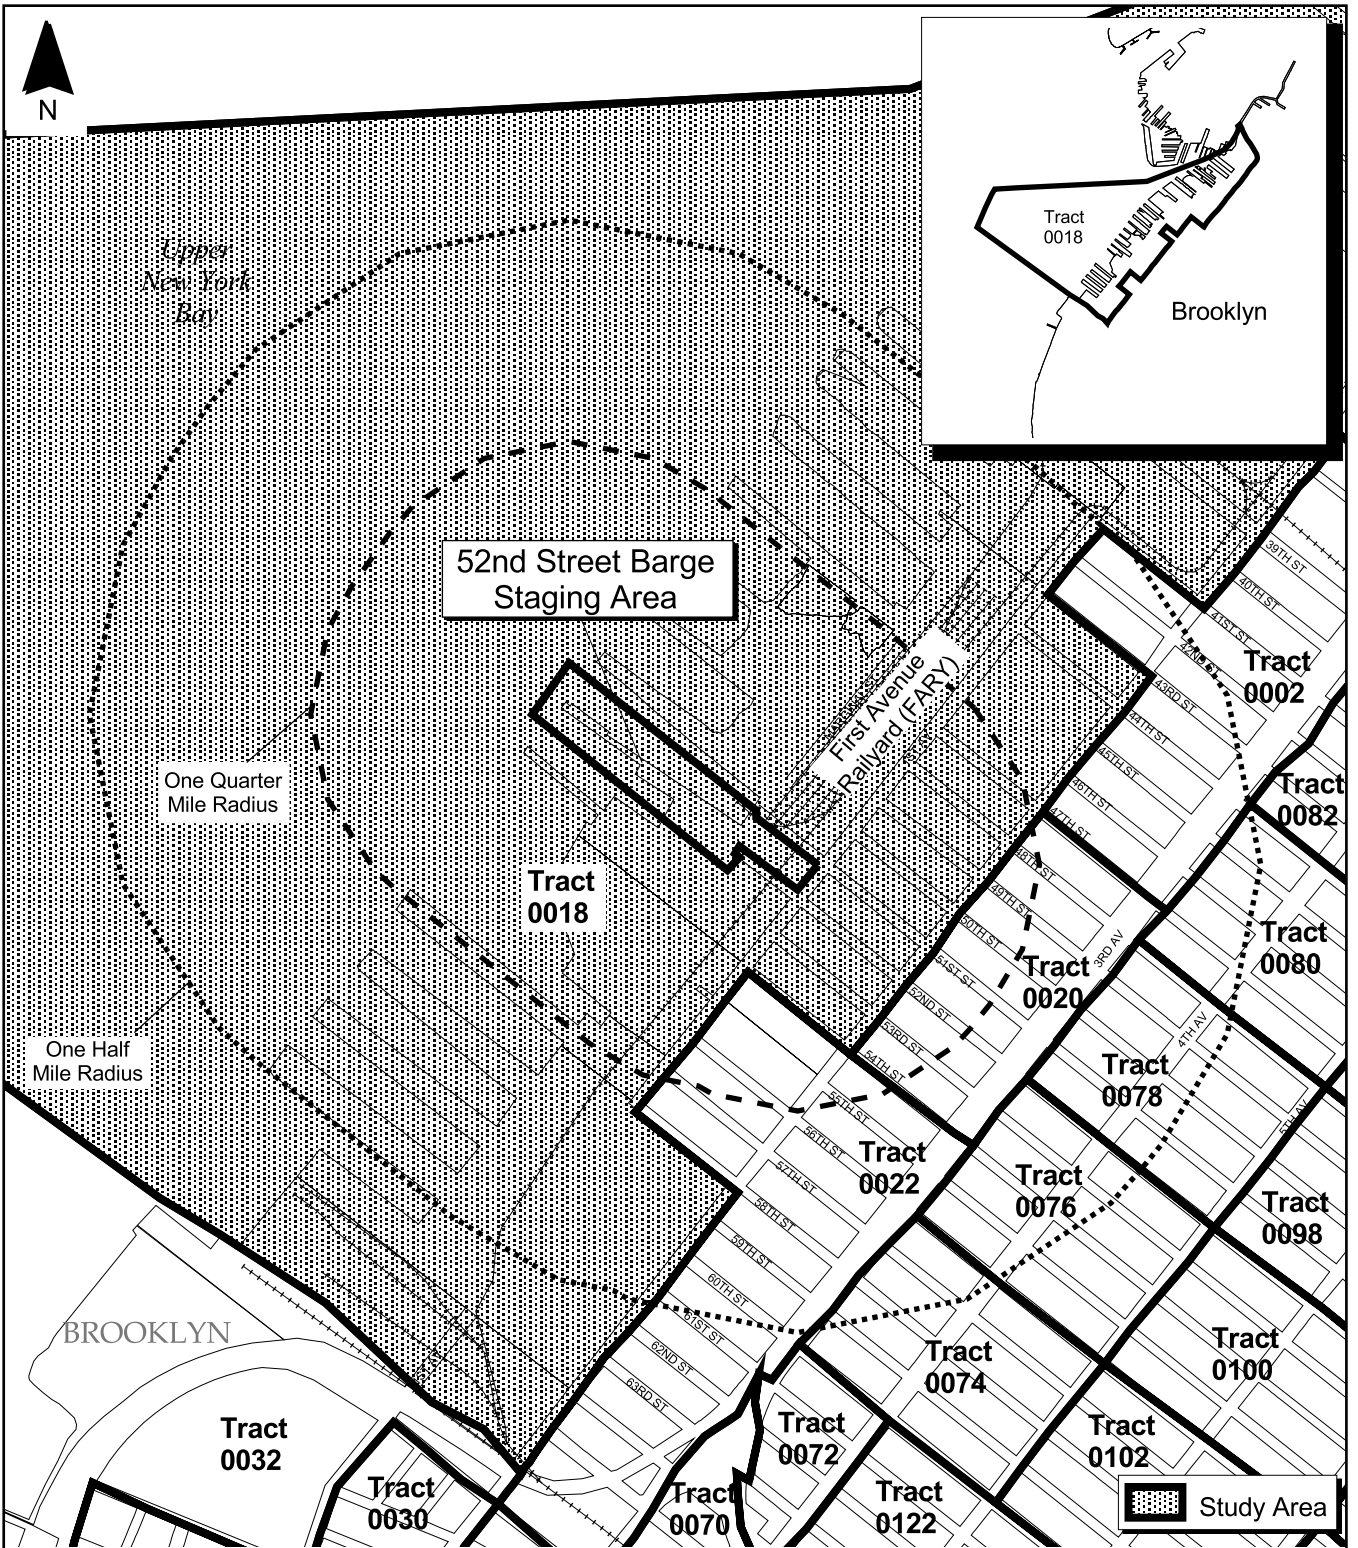 N
Tract
0018
Brooklyn
Upper
New York
Bay
52nd Street Barge
Staging Area
First Avenue
Railyard (FARY)
39TH ST
40TH ST
41ST ST
42ND ST
43RD ST
44TH ST
45TH ST
46TH ST
47TH ST
48TH ST
49TH ST
50TH ST
51ST ST
52ND ST
53RD ST
54TH ST
55TH ST
56TH ST
57TH ST
58TH ST
59TH ST
60TH ST
61ST ST
62ND ST
63RD ST
1ST AV
3RD AV
4TH AV
5TH AV
Tract
0002
Tract
0082
One Quarter
Mile Radius
Tract
0018
Tract
0080
Tract
0020
One Half
Mile Radius
Tract
0078
Tract
0022
Tract
0076
Tract
0098
BROOKLYN
Tract
0074
Tract
0100
Tract
0032
Tract
0072
Tract
0102
Tract
0030
Tract
0070
Tract
0122
Study Area